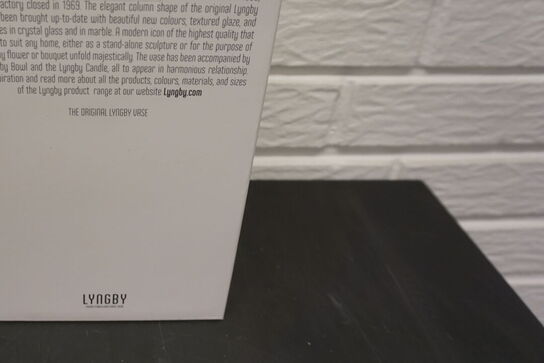 actory closed in 1969. The elegant column shape of the original Lyngby
been brought up-to-date with beautiful new colours, textured glaze, and
es in crystal glass and in marble. A modern icon of the highest quality that
to suit any home, either as a stand-alone sculpture or for the purpose of
y flower or bouquet unfold majestically. The vase has been accompanied by
by Bowl and the Lyngby Candle, all to appear in harmonious relationship.
iration and read more about all the products, colours, materials, and sizes
of the Lyngby product range at our website Lyngby.com
THE ORIGINAL LYNGBY VASE
LYNGBY